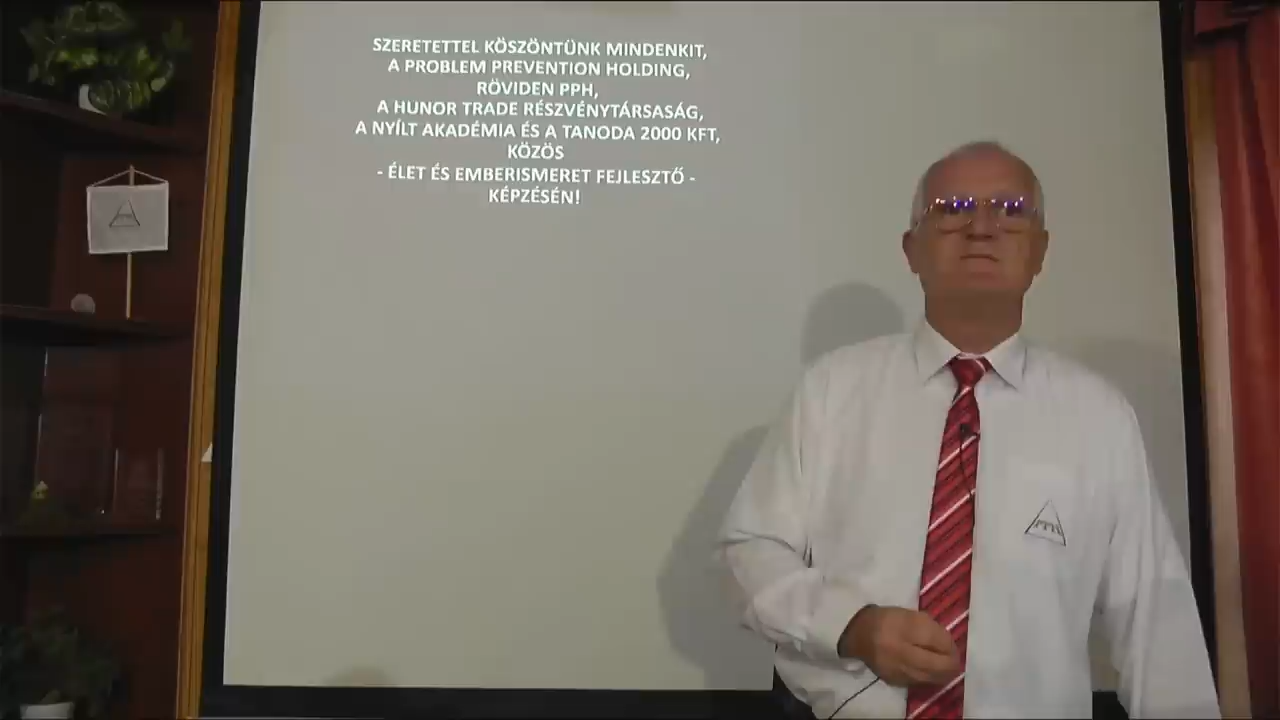 SZERETETTEL KÖSZÖNTÜNK MINDENKIT,
A PROBLEM PREVENTION HOLDING,
RÖVIDEN PPH,
A HUNOR TRADE RÉSZVÉNYTÁRSASÁG,
A NYÍLT AKADÉMIA ÉS A TANODA 2000 KFT,
KÖZÖS
- ÉLET ÉS EMBERISMERET FEJLESZTŐ -
KÉPZÉSÉN!